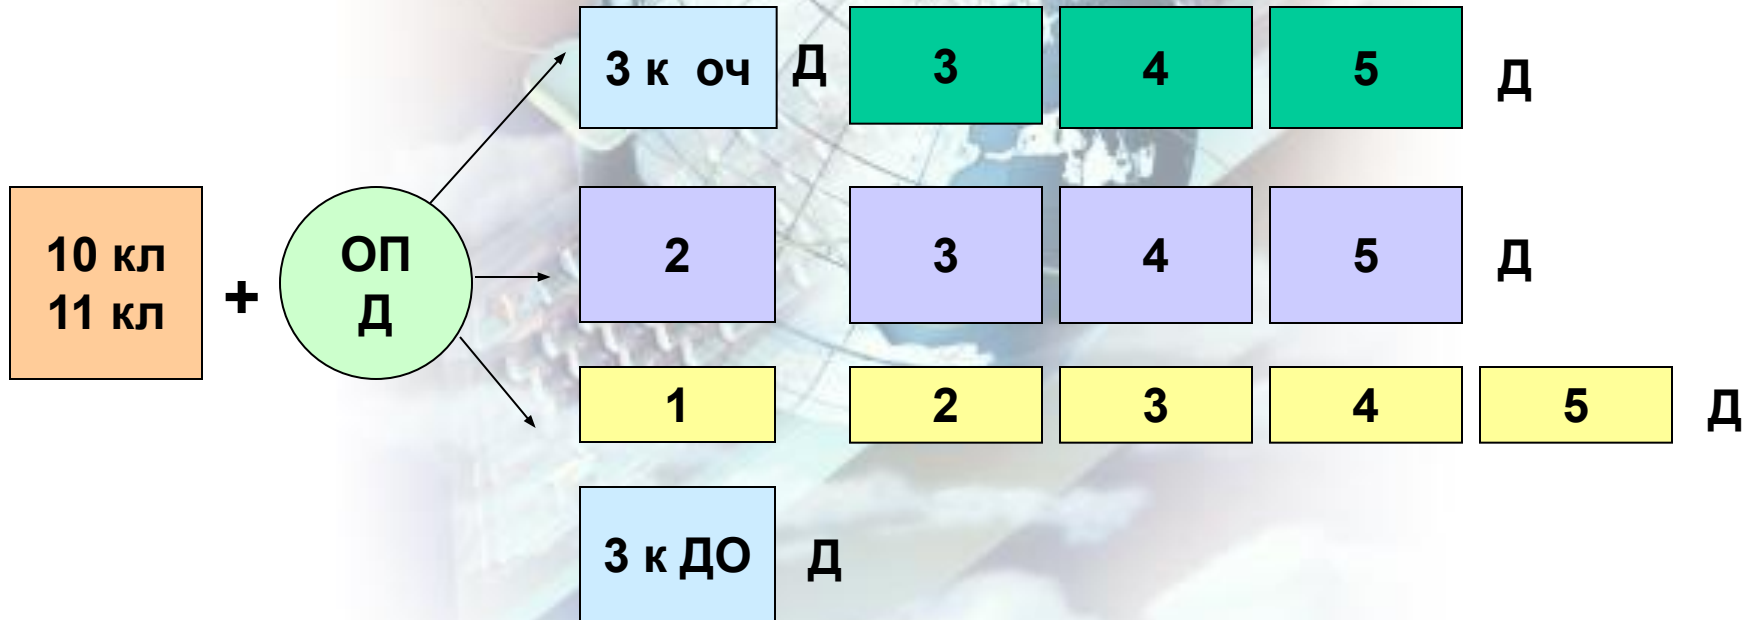 3 к оч Д 3 4 5 Д
10 кл
11 кл
+
ОП
Д
2 3 4 5 Д
1 2 3 4 5 Д
3 к ДО Д